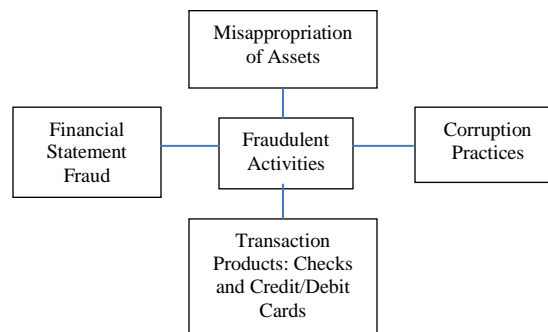 Misappropriation
of Assets
Financial
Statement
Fraud
Fraudulent
Activities
Corruption
Practices
Transaction
Products: Checks
and Credit/Debit
Cards